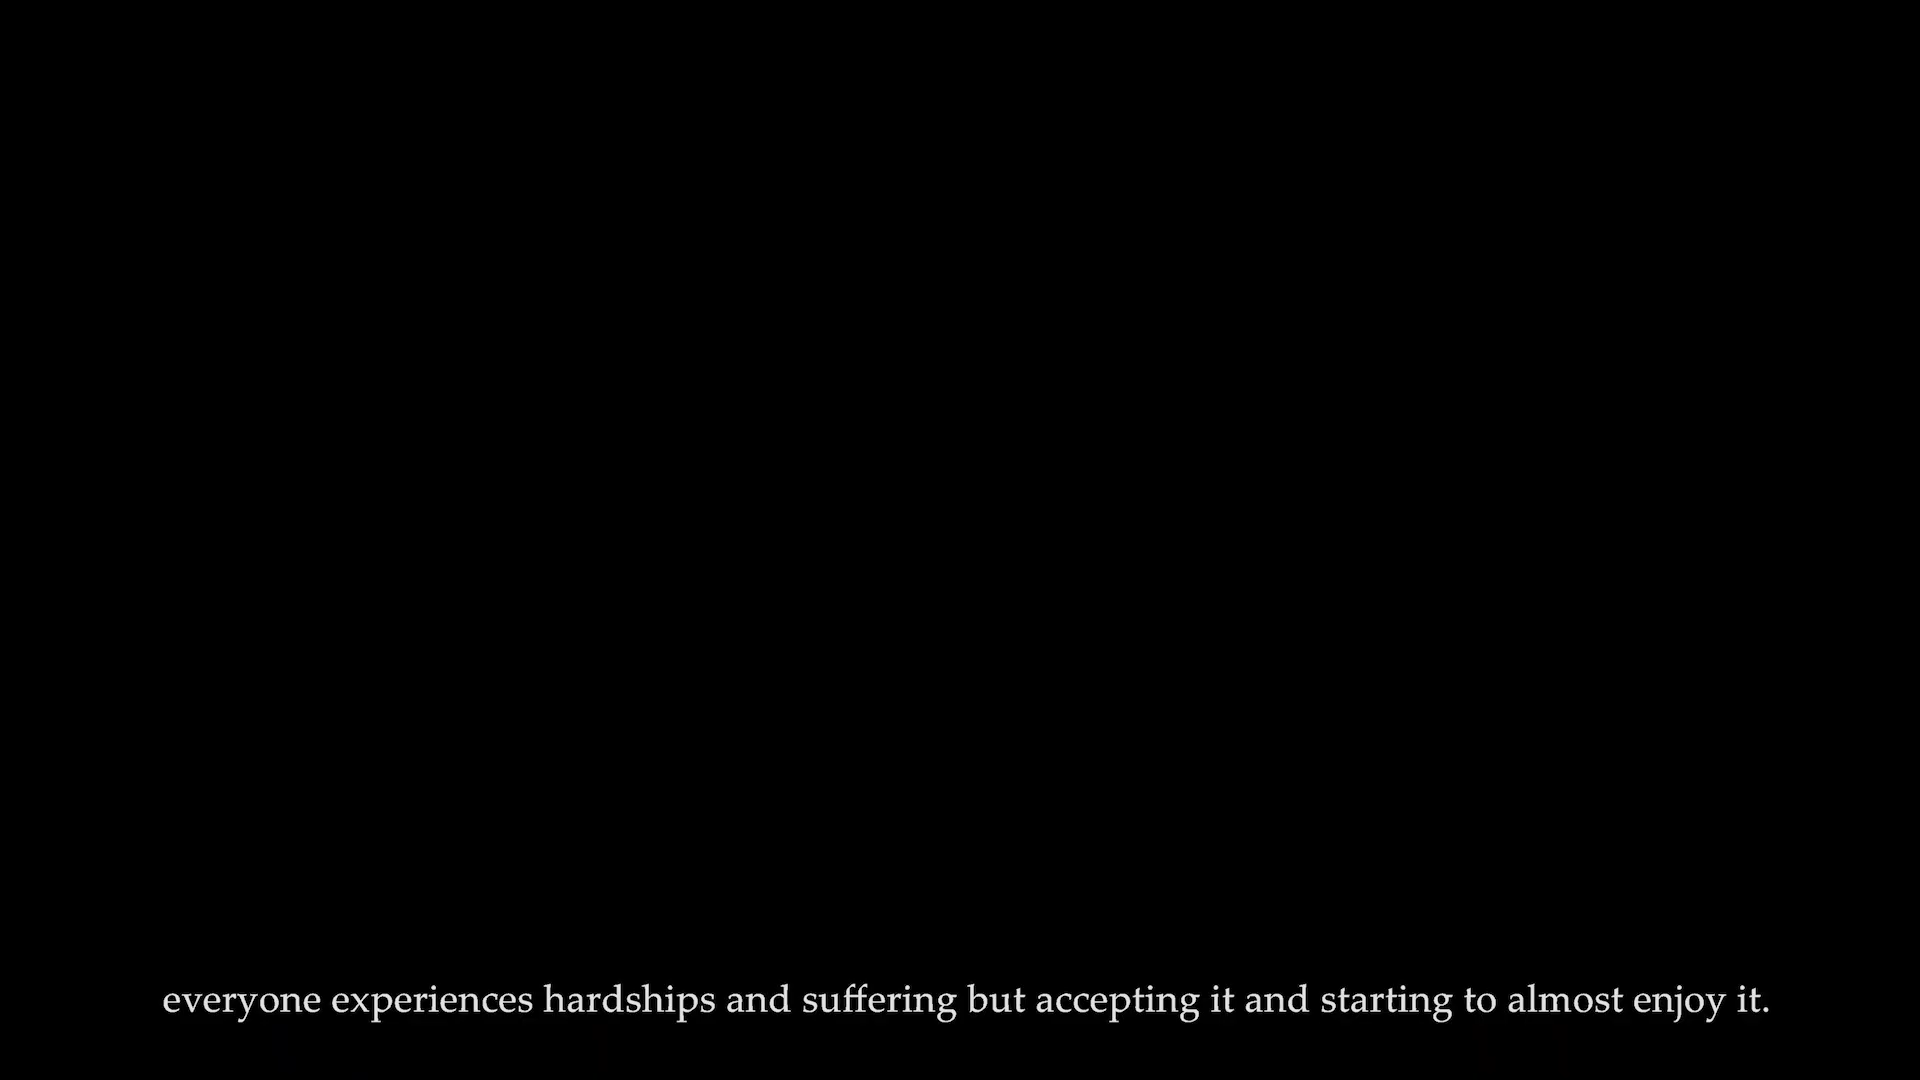 everyone experiences hardships and suffering but accepting it and starting to almost enjoy it.